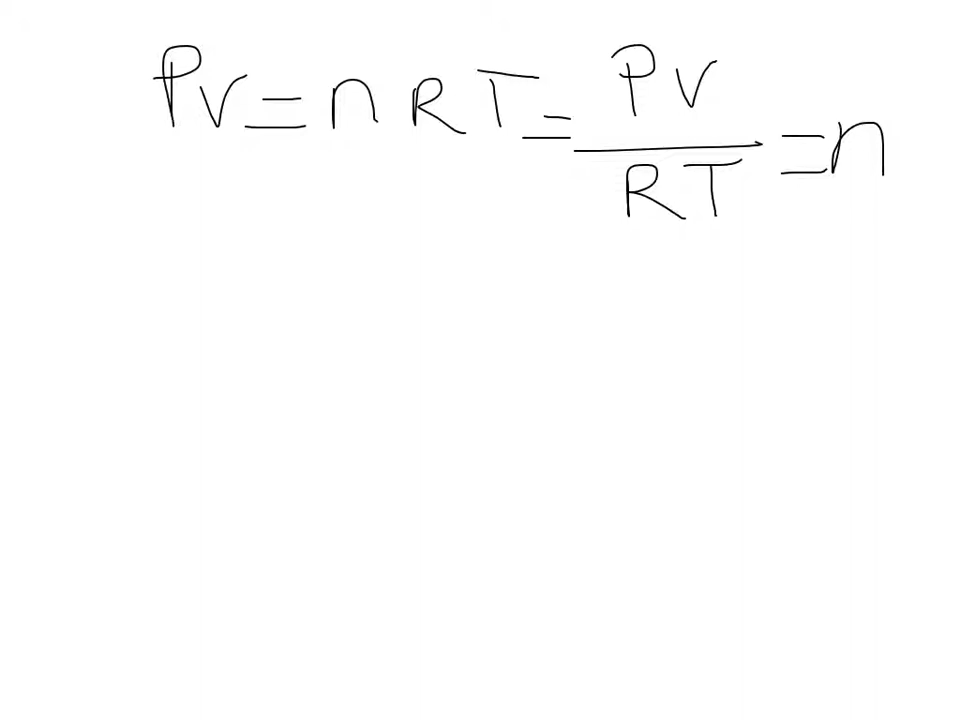 PV = nRT = PV/RT = n